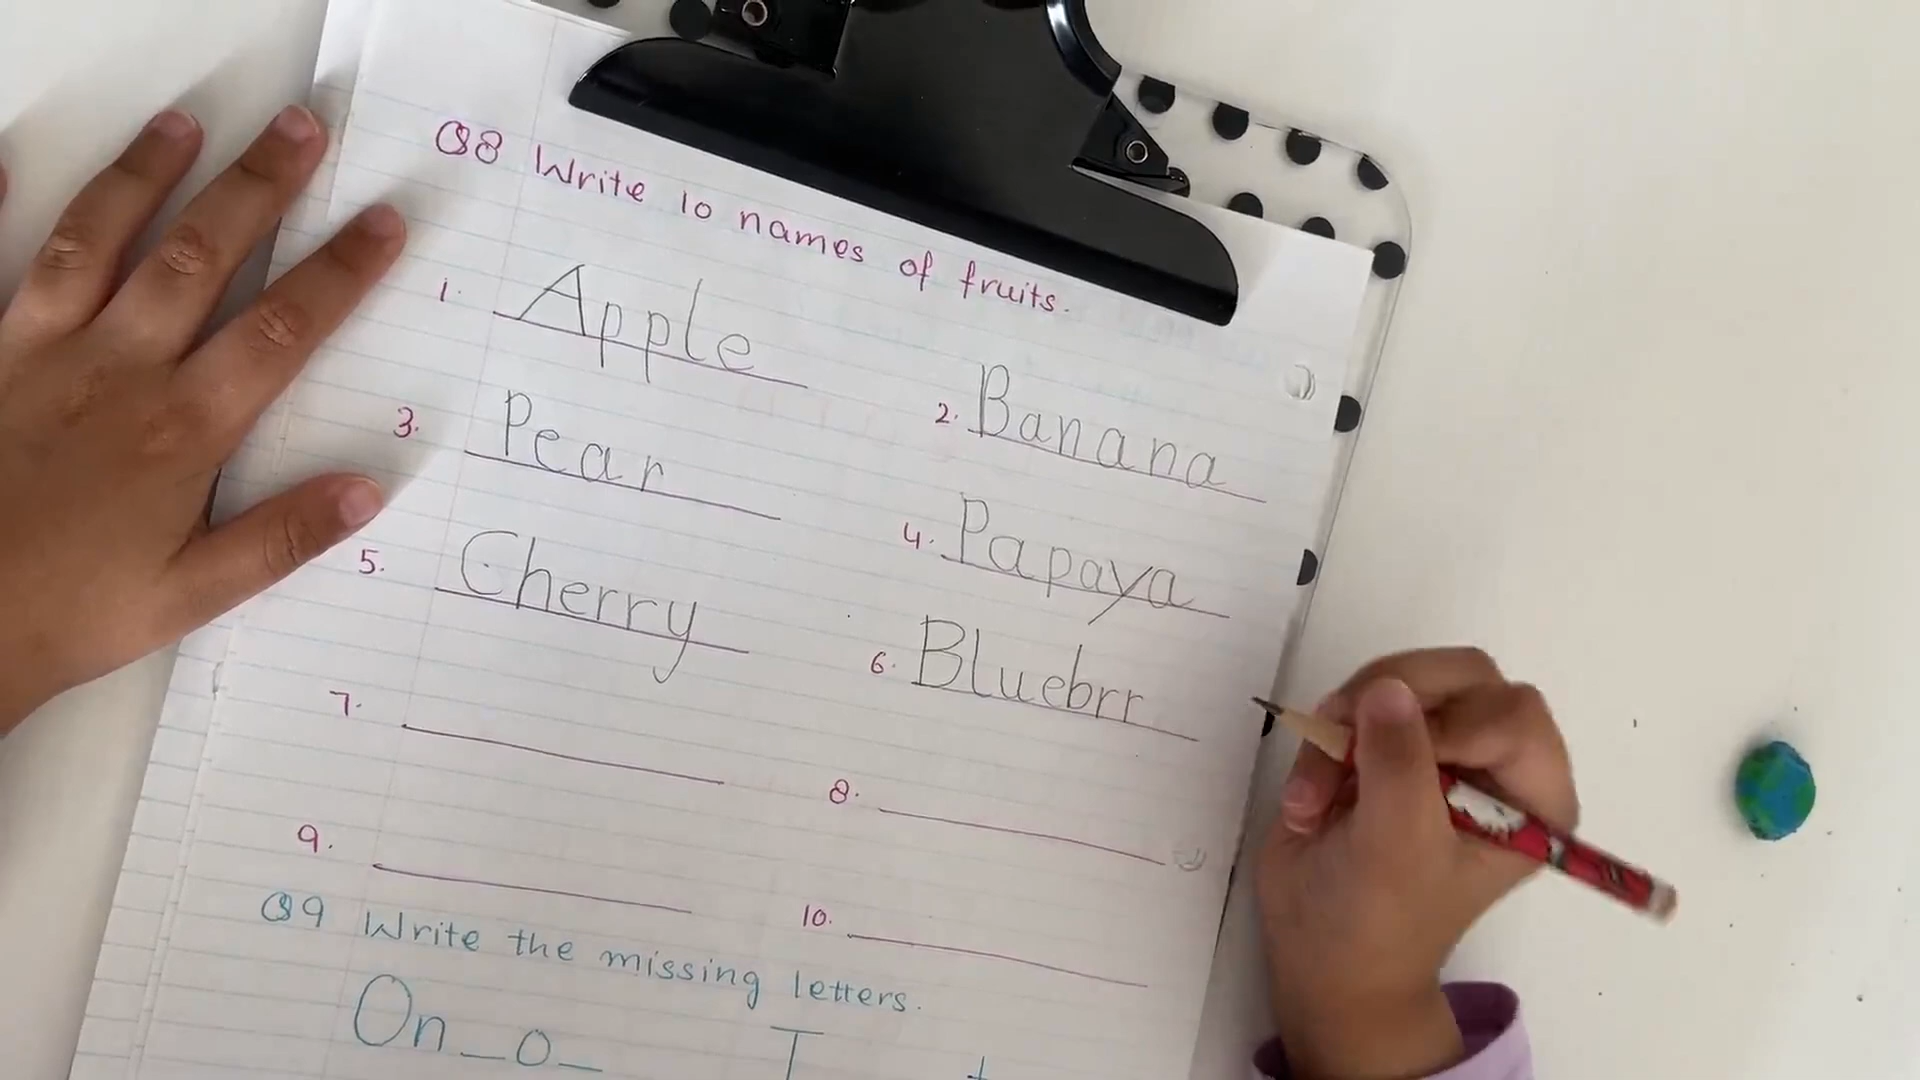 Q8 Write 10 names of fruits.
1. Apple
2. Banana
3. Pear
4. Papaya
5. Cherry
6. Bluebrr
7.
8.
9.
10.
Q9 Write the missing letters.
On_o_ T t